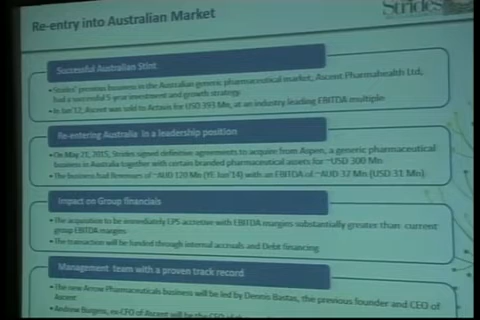 Re-entry into Australian Market
Strides
Successful Australian Stint
• Strides' previous business in the Australian generic pharmaceutical market, Ascent Pharmahealth Ltd,
had a successful 5 year investment and growth strategy
• In Jan'12, Ascent was sold to Actavis for USD 393 Mn, at an industry leading EBITDA multiple
Re-entering Australia in a leadership position
• On May 21, 2015, Strides signed definitive agreements to acquire from Aspen, a generic pharmaceutical
business in Australia together with certain branded pharmaceutical assets for ~USD 300 Mn
• The business had Revenues of ~AUD 120 Mn (YE Jun'14) with an EBITDA of ~AUD 37 Mn (USD 31 Mn)
Impact on Group financials
• The acquisition to be immediately EPS accretive with EBITDA margins substantially greater than current
group EBITDA margins
• The transaction will be funded through internal accruals and Debt financing
Management team with a proven track record
• The new Arrow Pharmaceuticals business will be led by Dennis Bastas, the previous founder and CEO of
Ascent
• Andrew Burgess, ex-CFO of Ascent will be the CFO of